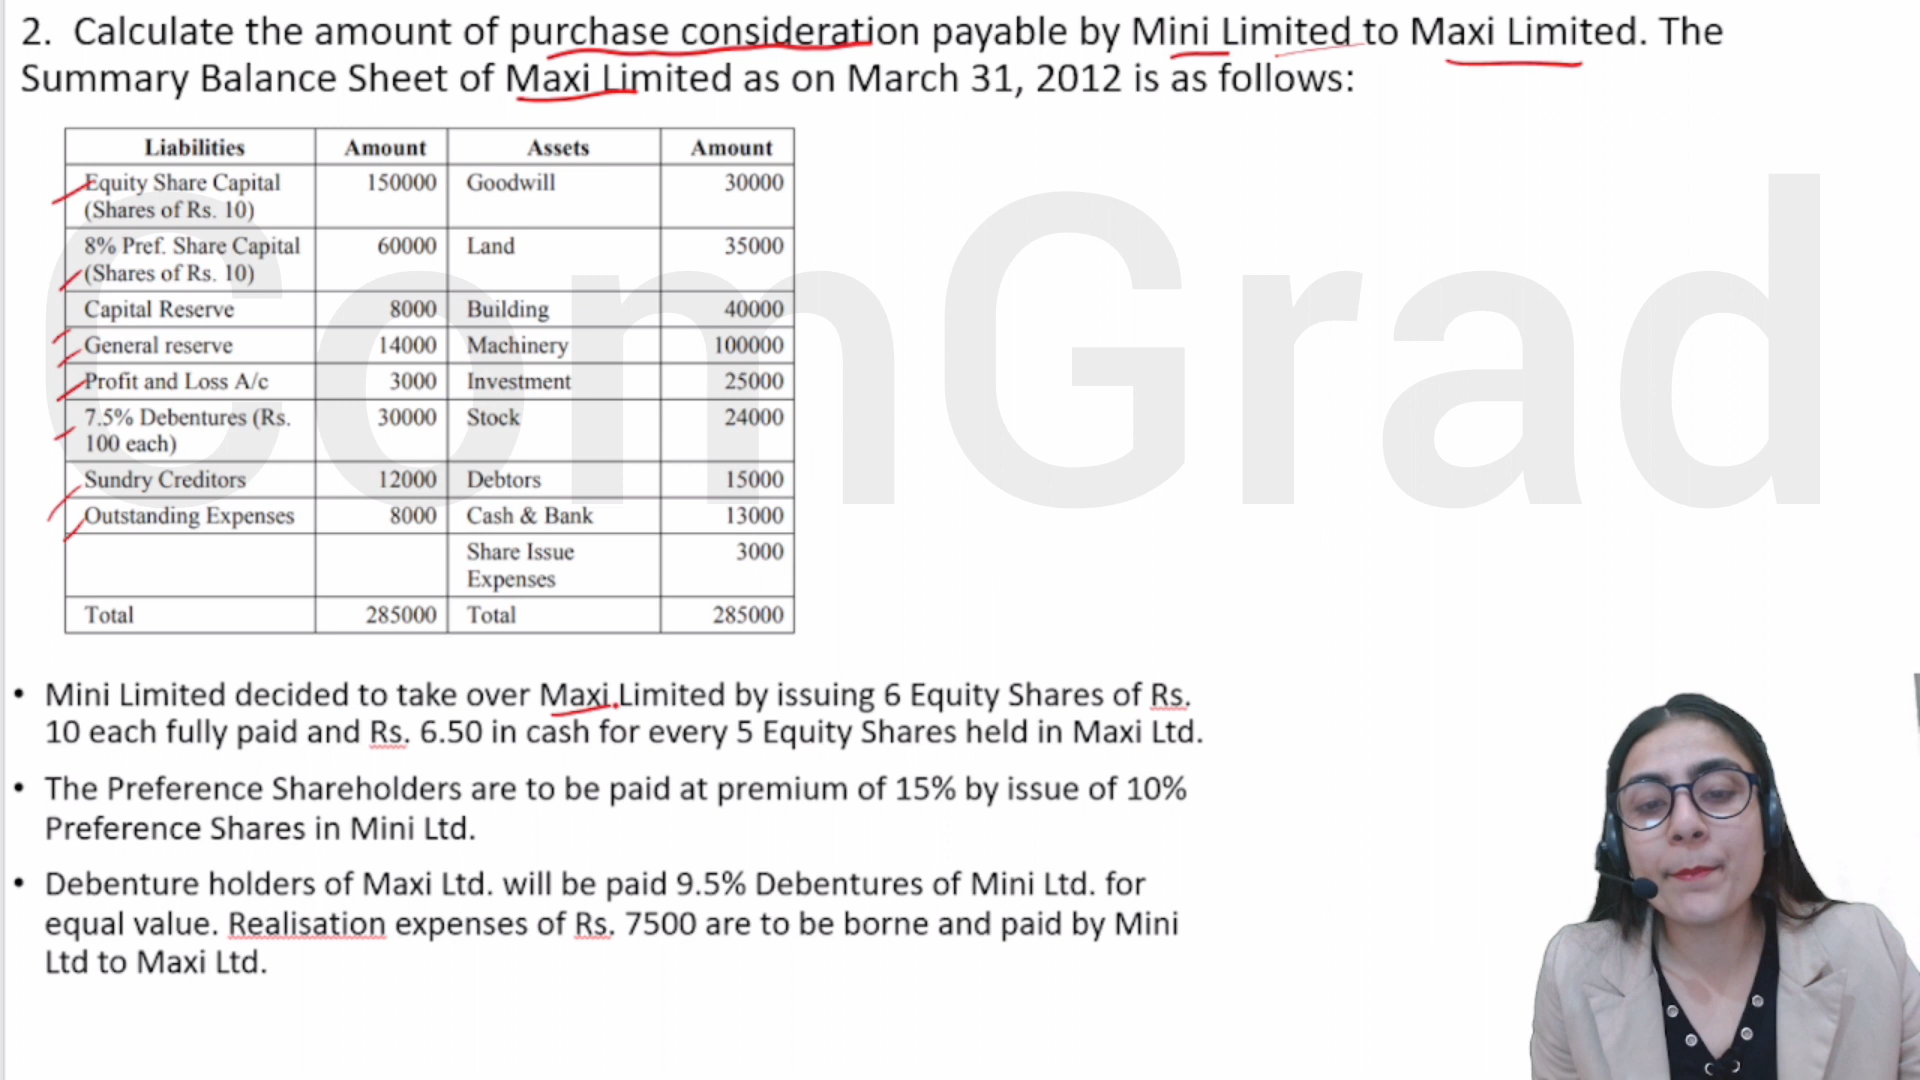 2. Calculate the amount of purchase consideration payable by Mini Limited to Maxi Limited. The
Summary Balance Sheet of Maxi Limited as on March 31, 2012 is as follows:
Liabilities Amount Assets Amount
Equity Share Capital 150000 Goodwill 30000
(Shares of Rs. 10)
8% Pref. Share Capital 60000 Land 35000
(Shares of Rs. 10)
Capital Reserve 8000 Building 40000
General reserve 14000 Machinery 100000
Profit and Loss A/c 3000 Investment 25000
7.5% Debentures (Rs. 30000 Stock 24000
100 each)
Sundry Creditors 12000 Debtors 15000
Outstanding Expenses 8000 Cash & Bank 13000
Share Issue 3000
Expenses
Total 285000 Total 285000
ComGrad
• Mini Limited decided to take over Maxi Limited by issuing 6 Equity Shares of Rs.
10 each fully paid and Rs. 6.50 in cash for every 5 Equity Shares held in Maxi Ltd.
• The Preference Shareholders are to be paid at premium of 15% by issue of 10%
Preference Shares in Mini Ltd.
• Debenture holders of Maxi Ltd. will be paid 9.5% Debentures of Mini Ltd. for
equal value. Realisation expenses of Rs. 7500 are to be borne and paid by Mini
Ltd to Maxi Ltd.